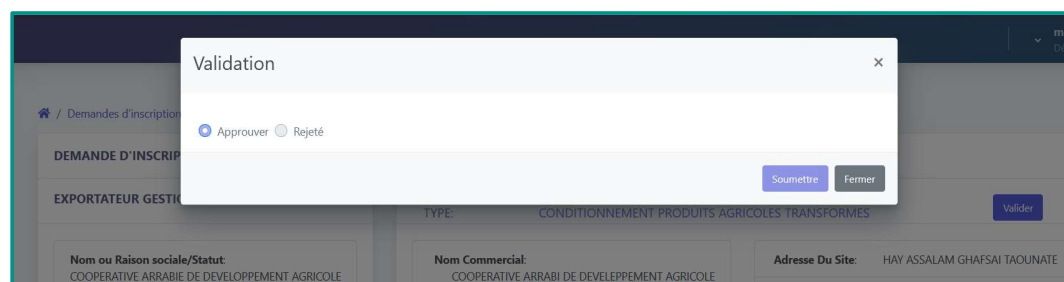 m
Dé
Validation ×
/ Demandes d'inscription
Approuver Rejeté
DEMANDE D'INSCRIP
Soumettre Fermer
EXPORTATEUR GESTIO
TYPE: CONDITIONNEMENT PRODUITS AGRICOLES TRANSFORMES
Valider
Nom ou Raison sociale/Statut:
COOPERATIVE ARRABIE DE DEVELOPPEMENT AGRICOLE
Nom Commercial:
COOPERATIVE ARRABI DE DEVELEPPEMENT AGRICOLE
Adresse Du Site: HAY ASSALAM GHAFSAI TAOUNATE